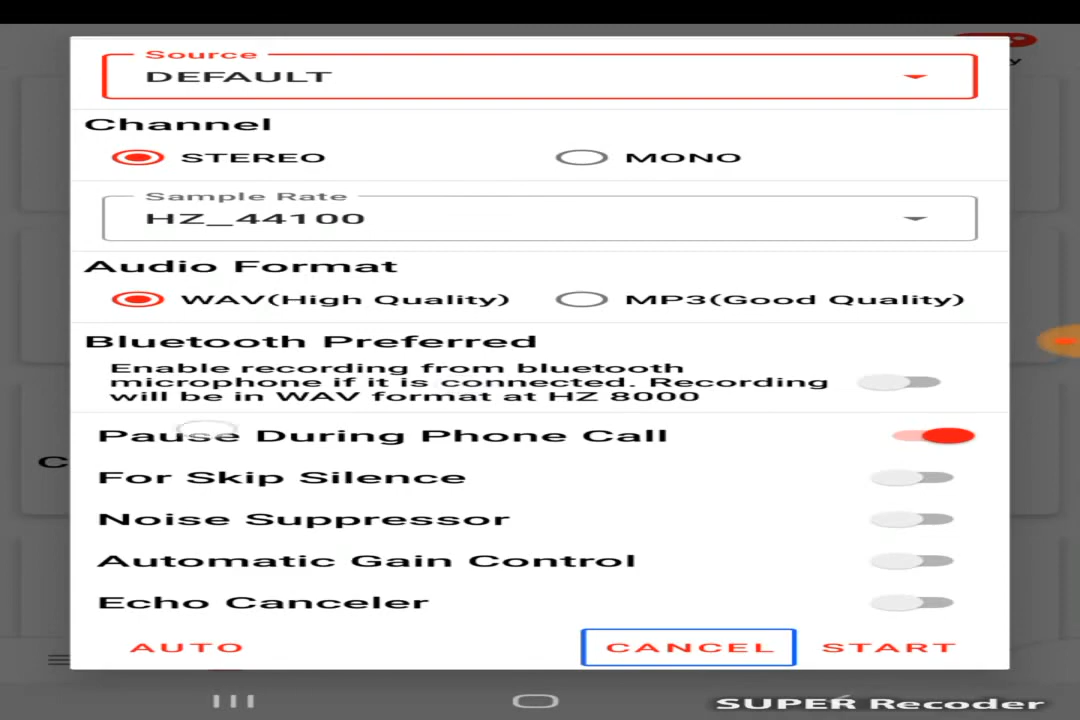 Source
DEFAULT
Channel
STEREO
MONO
Sample Rate
HZ_44100
Audio Format
WAV(High Quality)
MP3(Good Quality)
Bluetooth Preferred
Enable recording from bluetooth
microphone if it is connected. Recording
will be in WAV format at HZ 8000
Pause During Phone Call
For Skip Silence
Noise Suppressor
Automatic Gain Control
Echo Canceler
AUTO
CANCEL
START
SUPER Recoder